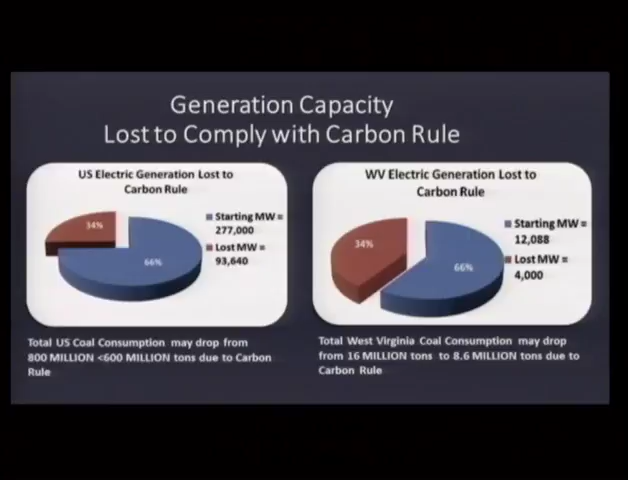 Generation Capacity
Lost to Comply with Carbon Rule
US Electric Generation Lost to
Carbon Rule
34%
66%
Starting MW =
277,000
Lost MW =
93,640
Total US Coal Consumption may drop from
800 MILLION <600 MILLION tons due to Carbon
Rule
WV Electric Generation Lost to
Carbon Rule
34%
66%
Starting MW =
12,088
Lost MW =
4,000
Total West Virginia Coal Consumption may drop
from 16 MILLION tons to 8.6 MILLION tons due to
Carbon Rule